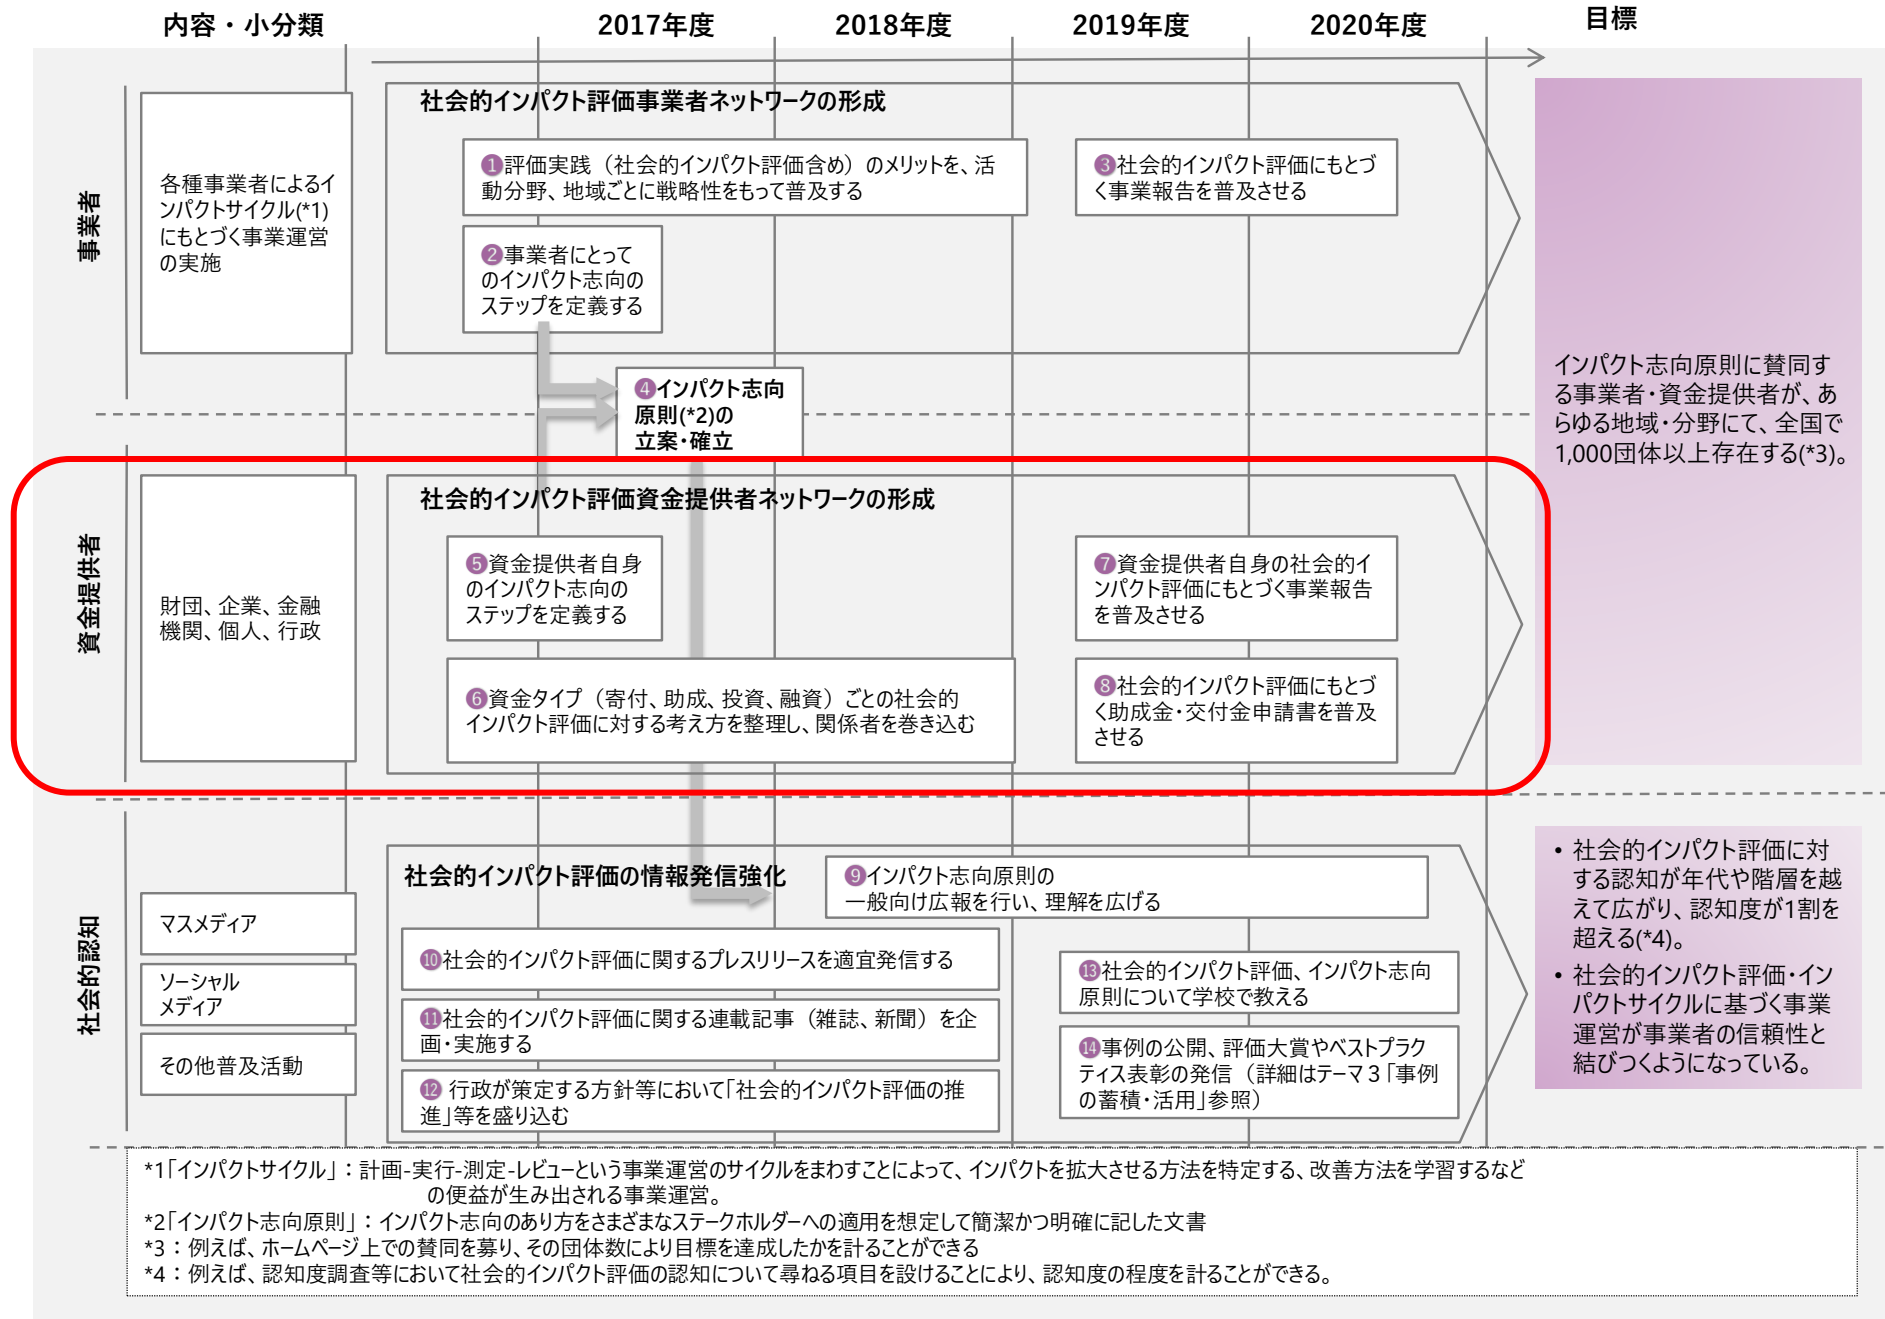 内容・小分類
2017年度
2018年度
2019年度
2020年度
目標
事業者
各種事業者によるイ
ンパクトサイクル(*1)
にもとづく事業運営
の実施
社会的インパクト評価事業者ネットワークの形成
❶評価実践（社会的インパクト評価含め）のメリットを、活
動分野、地域ごとに戦略性をもって普及する
❸社会的インパクト評価にもとづ
く事業報告を普及させる
❷事業者にとって
のインパクト志向の
ステップを定義する
❹インパクト志向
原則(*2)の
立案・確立
インパクト志向原則に賛同す
る事業者・資金提供者が、あ
らゆる地域・分野にて、全国で
1,000団体以上存在する(*3)。
資金提供者
財団、企業、金融
機関、個人、行政
社会的インパクト評価資金提供者ネットワークの形成
❺資金提供者自身
のインパクト志向の
ステップを定義する
❼資金提供者自身の社会的イ
ンパクト評価にもとづく事業報告
を普及させる
❻資金タイプ（寄付、助成、投資、融資）ごとの社会的
インパクト評価に対する考え方を整理し、関係者を巻き込む
❽社会的インパクト評価にもとづ
く助成金・交付金申請書を普及
させる
社会的認知
マスメディア
ソーシャル
メディア
その他普及活動
社会的インパクト評価の情報発信強化
❾インパクト志向原則の
一般向け広報を行い、理解を広げる
❿社会的インパクト評価に関するプレスリリースを適宜発信する
⓫社会的インパクト評価に関する連載記事（雑誌、新聞）を企
画・実施する
⓬ 行政が策定する方針等において「社会的インパクト評価の推
進」等を盛り込む
⓭社会的インパクト評価、インパクト志向
原則について学校で教える
⓮事例の公開、評価大賞やベストプラク
ティス表彰の発信（詳細はテーマ３「事例
の蓄積・活用」参照）
• 社会的インパクト評価に対
する認知が年代や階層を越
えて広がり、認知度が1割を
超える(*4)。
• 社会的インパクト評価・イン
パクトサイクルに基づく事業
運営が事業者の信頼性と
結びつくようになっている。
*1「インパクトサイクル」：計画-実行-測定-レビューという事業運営のサイクルをまわすことによって、インパクトを拡大させる方法を特定する、改善方法を学習するなど
の便益が生み出される事業運営。
*2「インパクト志向原則」：インパクト志向のあり方をさまざまなステークホルダーへの適用を想定して簡潔かつ明確に記した文書
*3：例えば、ホームページ上での賛同を募り、その団体数により目標を達成したかを計ることができる
*4：例えば、認知度調査等において社会的インパクト評価の認知について尋ねる項目を設けることにより、認知度の程度を計ることができる。